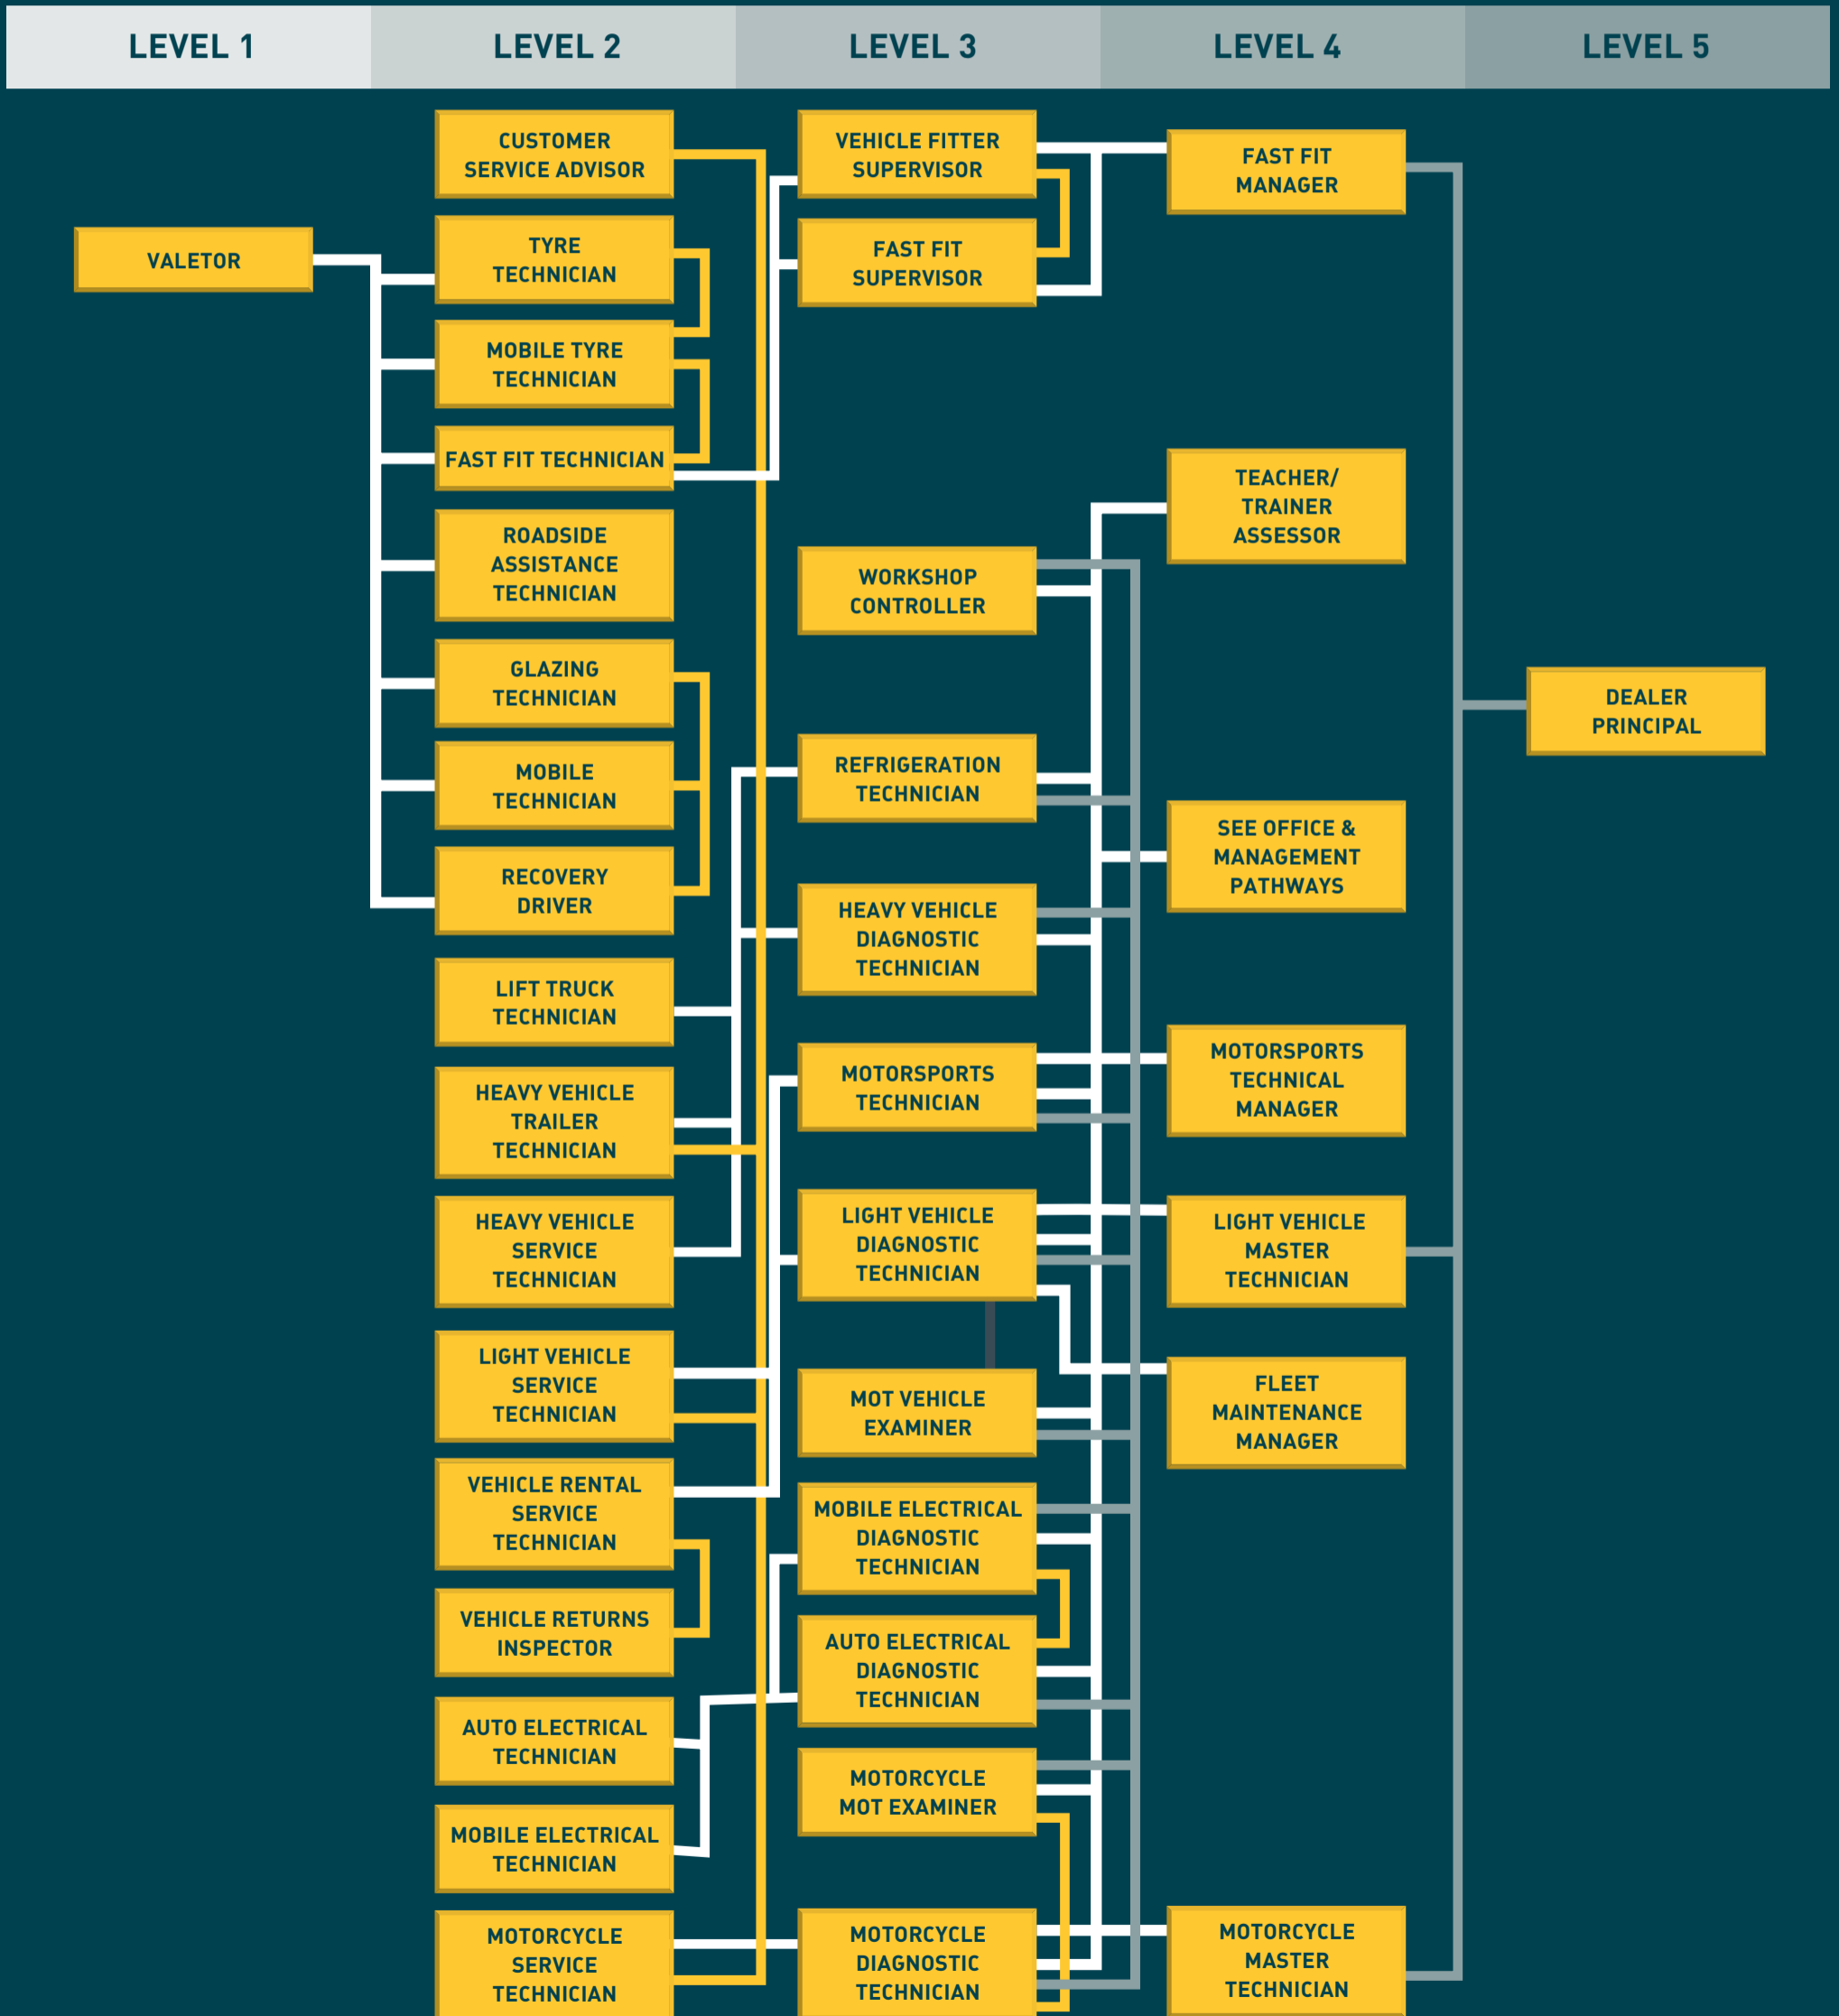 LEVEL 1
LEVEL 2
LEVEL 3
LEVEL 4
LEVEL 5
VALETOR
CUSTOMER
SERVICE ADVISOR
TYRE
TECHNICIAN
MOBILE TYRE
TECHNICIAN
FAST FIT TECHNICIAN
ROADSIDE
ASSISTANCE
TECHNICIAN
GLAZING
TECHNICIAN
MOBILE
TECHNICIAN
RECOVERY
DRIVER
LIFT TRUCK
TECHNICIAN
HEAVY VEHICLE
TRAILER
TECHNICIAN
HEAVY VEHICLE
SERVICE
TECHNICIAN
LIGHT VEHICLE
SERVICE
TECHNICIAN
VEHICLE RENTAL
SERVICE
TECHNICIAN
VEHICLE RETURNS
INSPECTOR
AUTO ELECTRICAL
TECHNICIAN
MOBILE ELECTRICAL
TECHNICIAN
MOTORCYCLE
SERVICE
TECHNICIAN
VEHICLE FITTER
SUPERVISOR
FAST FIT
SUPERVISOR
WORKSHOP
CONTROLLER
REFRIGERATION
TECHNICIAN
HEAVY VEHICLE
DIAGNOSTIC
TECHNICIAN
MOTORSPORTS
TECHNICIAN
LIGHT VEHICLE
DIAGNOSTIC
TECHNICIAN
MOT VEHICLE
EXAMINER
MOBILE ELECTRICAL
DIAGNOSTIC
TECHNICIAN
AUTO ELECTRICAL
DIAGNOSTIC
TECHNICIAN
MOTORCYCLE
MOT EXAMINER
MOTORCYCLE
DIAGNOSTIC
TECHNICIAN
FAST FIT
MANAGER
TEACHER/
TRAINER
ASSESSOR
SEE OFFICE &
MANAGEMENT
PATHWAYS
MOTORSPORTS
TECHNICAL
MANAGER
LIGHT VEHICLE
MASTER
TECHNICIAN
FLEET
MAINTENANCE
MANAGER
MOTORCYCLE
MASTER
TECHNICIAN
DEALER
PRINCIPAL